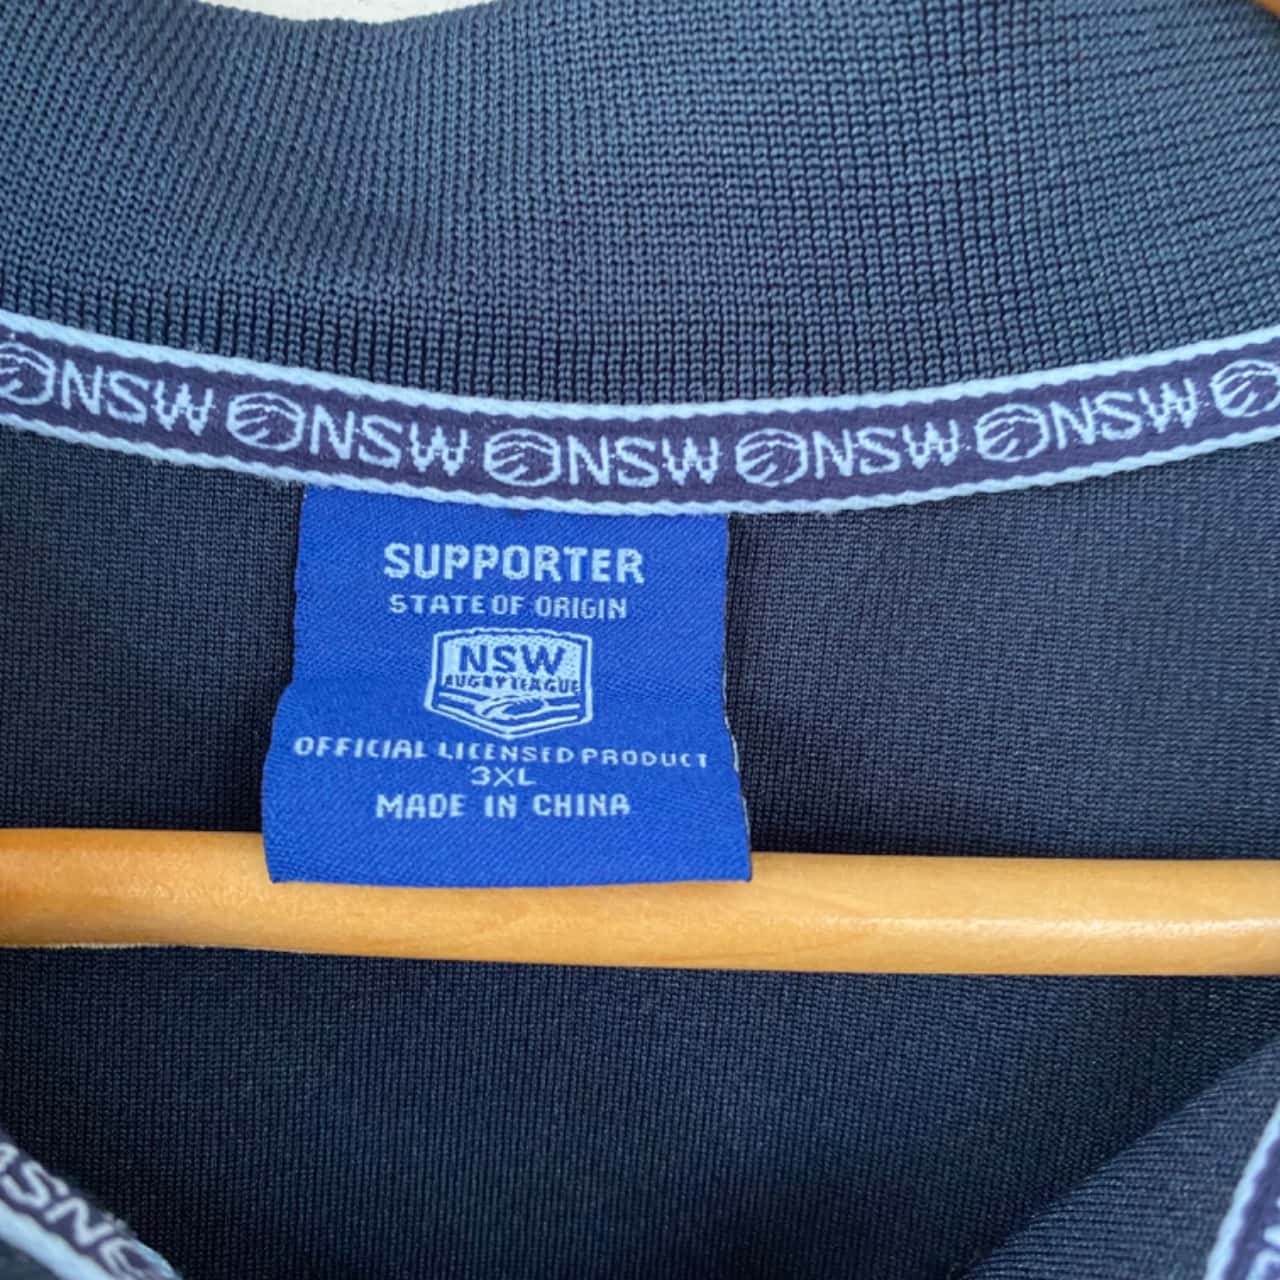 NSW NSW NSW NSW NSW
SUPPORTER
STATE OF ORIGIN
NSW
RUGBY LEAGUE
OFFICIAL LICENSED PRODUCT
3XL
MADE IN CHINA
NSW